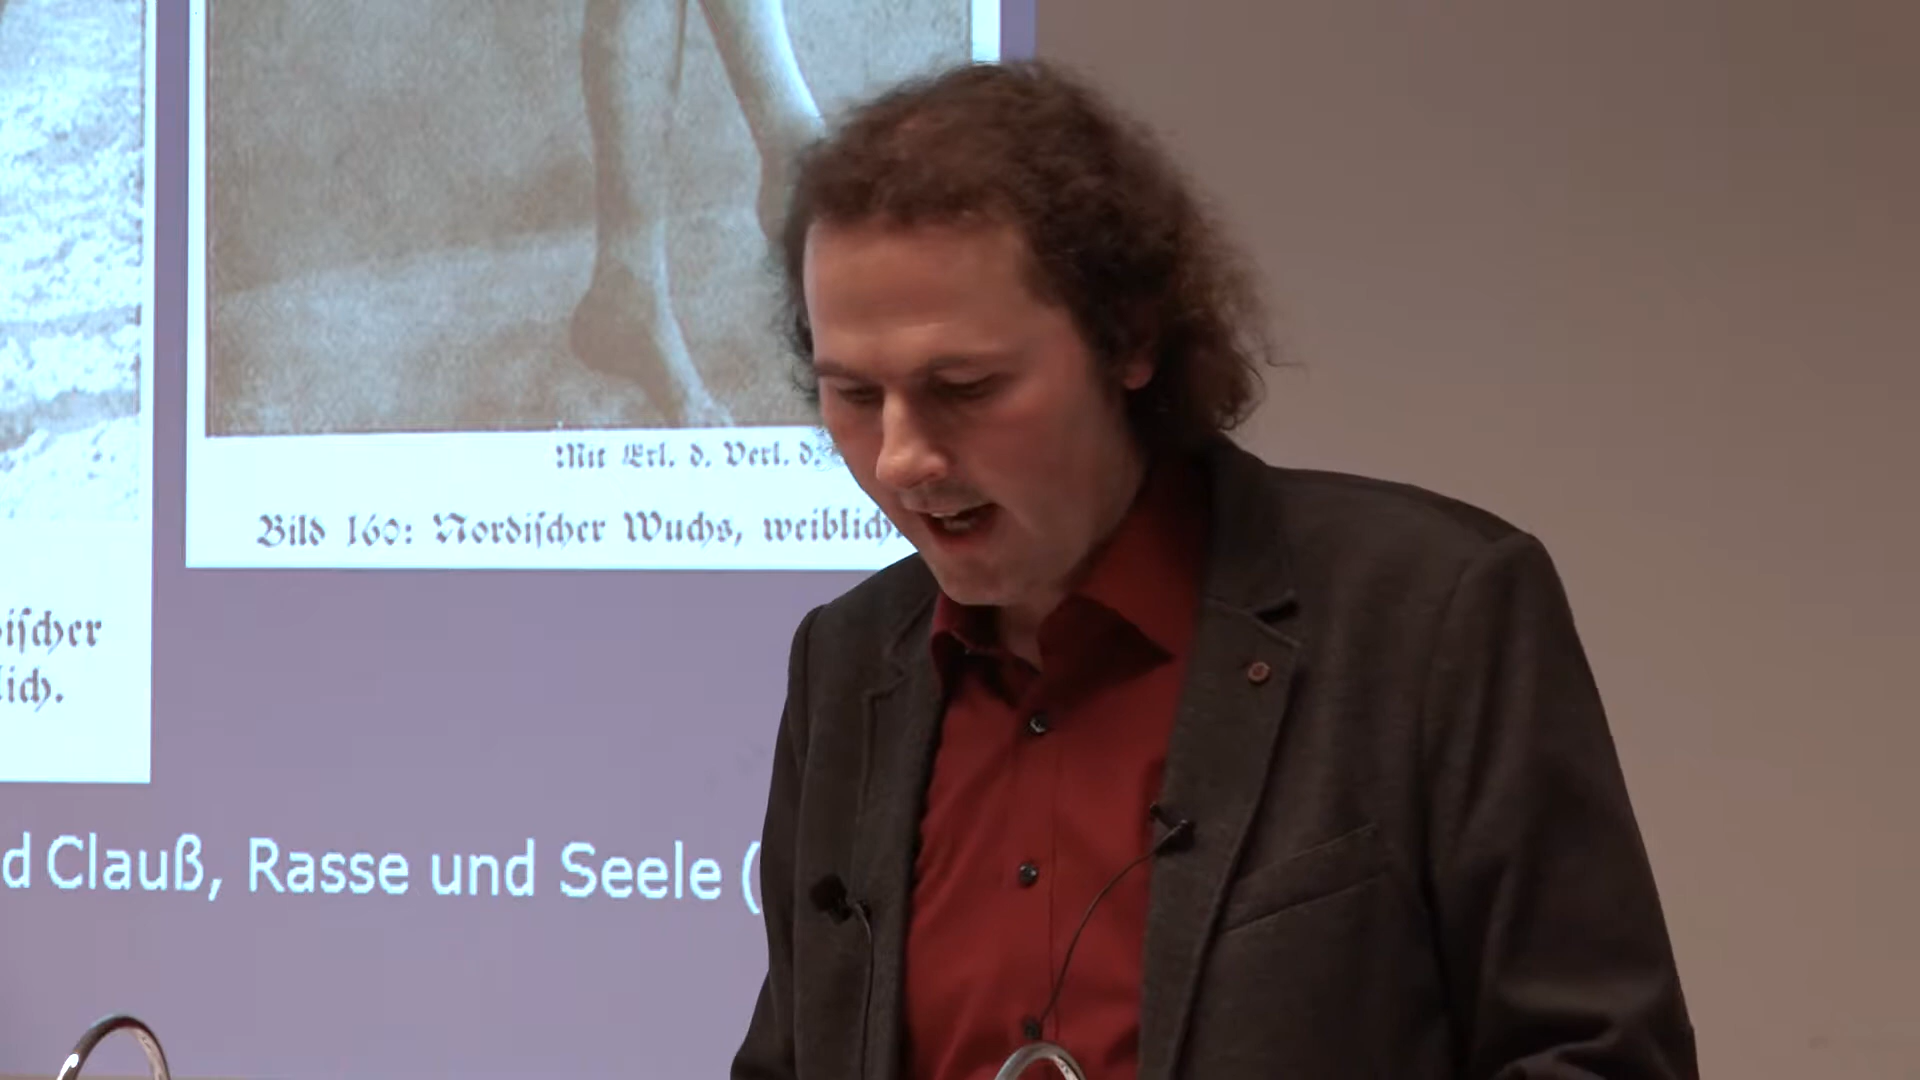 Mit Erl. d. Verl. d.
Bild 160: Nordischer Wuchs, weiblich.
ischer
lich.
d Clauß, Rasse und Seele (